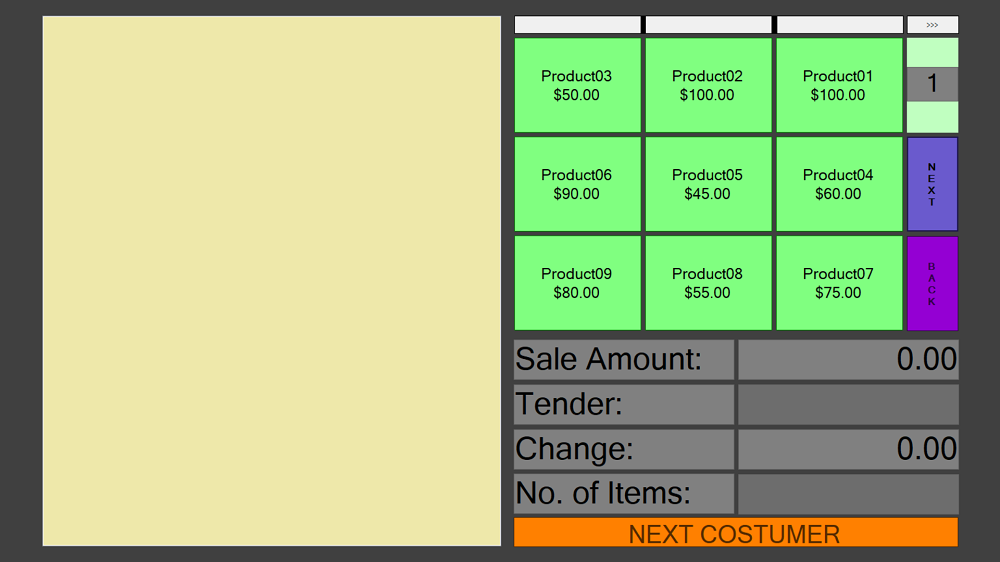 >>>
Product03
$50.00
Product02
$100.00
Product01
$100.00
1
Product06
$90.00
Product05
$45.00
Product04
$60.00
NEXT
Product09
$80.00
Product08
$55.00
Product07
$75.00
BACK
Sale Amount: 0.00
Tender:
Change: 0.00
No. of Items:
NEXT COSTUMER